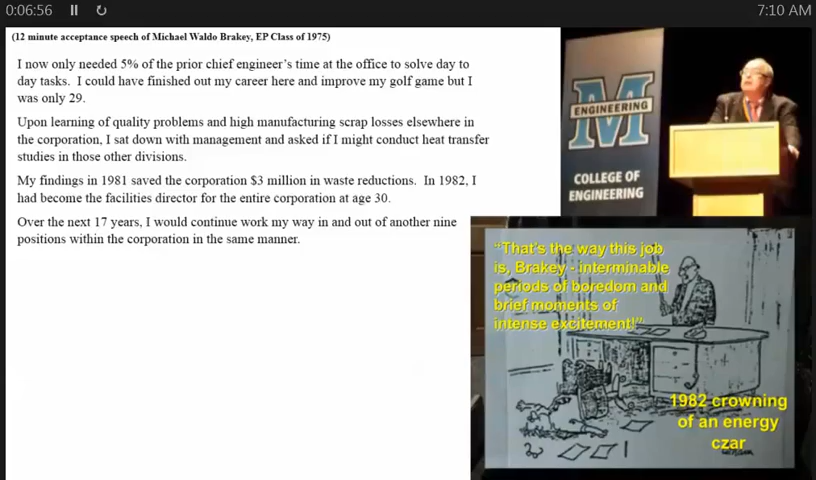 0:06:56
7:10 AM
(12 minute acceptance speech of Michael Waldo Brakey, EP Class of 1975)
I now only needed 5% of the prior chief engineer's time at the office to solve day to
day tasks. I could have finished out my career here and improve my golf game but I
was only 29.
Upon learning of quality problems and high manufacturing scrap losses elsewhere in
the corporation, I sat down with management and asked if I might conduct heat transfer
studies in those other divisions.
My findings in 1981 saved the corporation $3 million in waste reductions. In 1982, I
had become the facilities director for the entire corporation at age 30.
Over the next 17 years, I would continue work my way in and out of another nine
positions within the corporation in the same manner.
M
ENGINEERING
COLLEGE OF
ENGINEERING
"That's the way this job
is, Brakey - interminable
periods of boredom and
brief moments of
intense excitement!"
1982 crowning
of an energy
czar